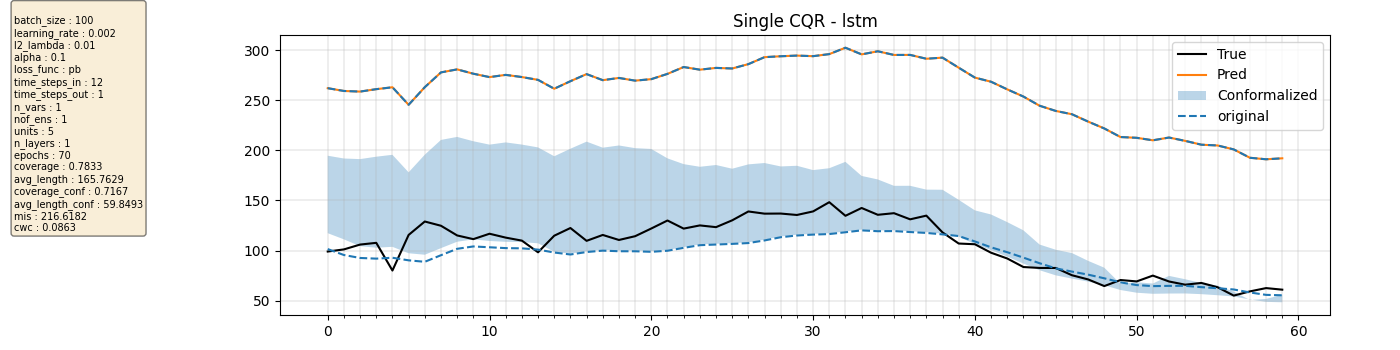 batch_size : 100
learning_rate : 0.002
l2_lambda : 0.01
alpha : 0.1
loss_func : pb
time_steps_in : 12
time_steps_out : 1
n_vars : 1
nof_ens : 1
units : 5
n_layers : 1
epochs : 70
coverage : 0.7833
avg_length : 165.7629
coverage_conf : 0.7167
avg_length_conf : 59.8493
mis : 216.6182
cwc : 0.0863
Single CQR - lstm
300
250
200
150
100
50
True
Pred
Conformalized
original
0 10 20 30 40 50 60